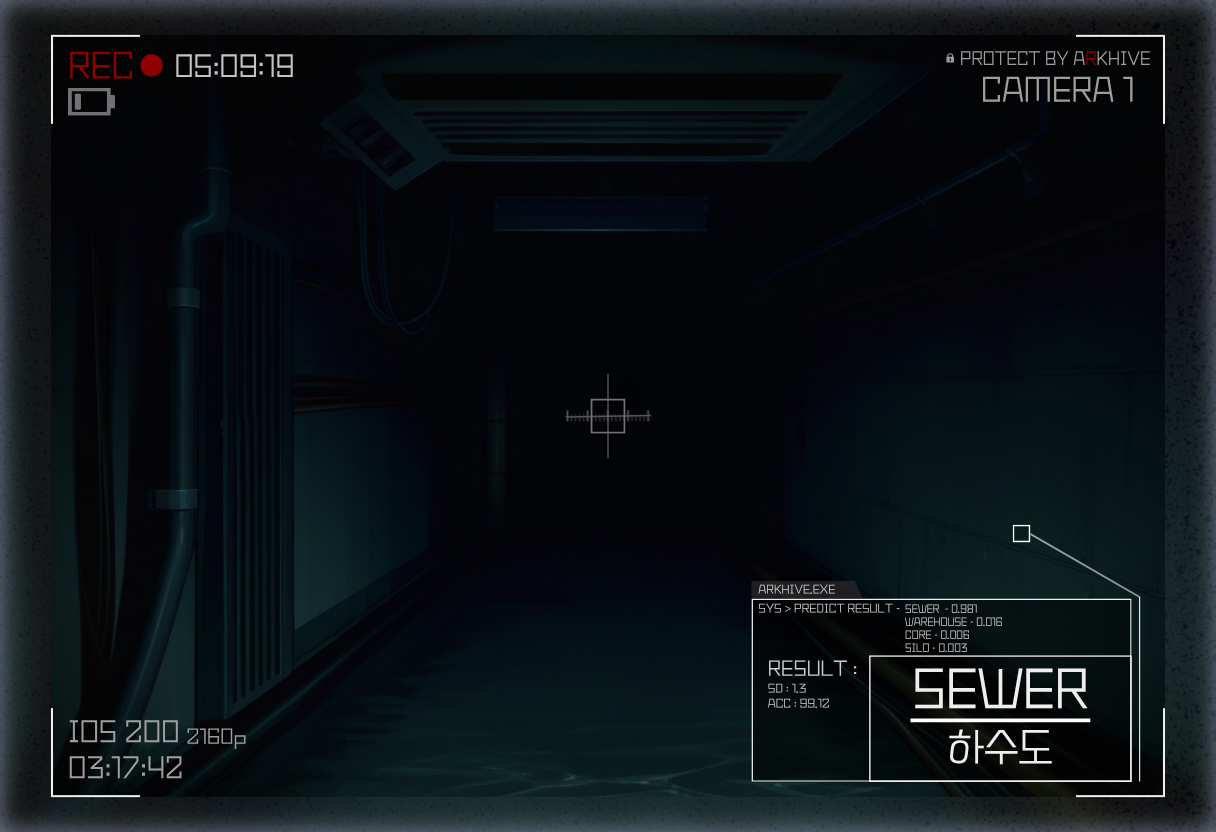 REC 05:09:19
PROTECT BY ARKHIVE
CAMERA 1
ARKHIVE.EXE
SYS > PREDICT RESULT - SEWER - 0.981
WAREHOUSE - 0.016
CORE - 0.006
SILO - 0.003
RESULT :
SD : 1.3
ACC : 99.12
SEWER
하수도
IOS 200 2160p
03:17:42